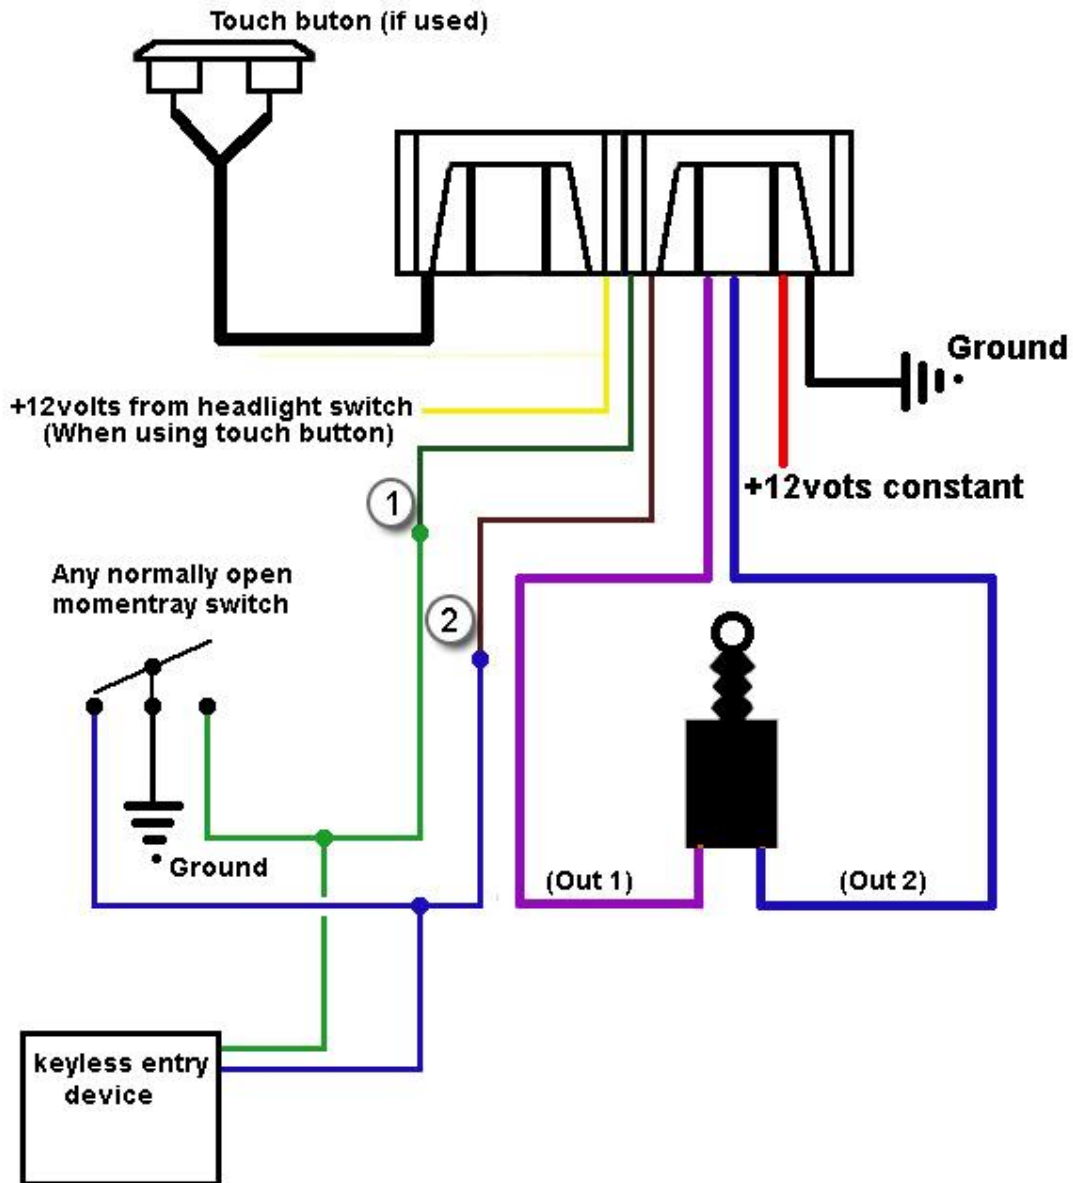 Touch buton (if used)
Ground
+12volts from headlight switch
(When using touch button)
+12vots constant
1
Any normally open
momentray switch
2
Ground
(Out 1)
(Out 2)
keyless entry
device